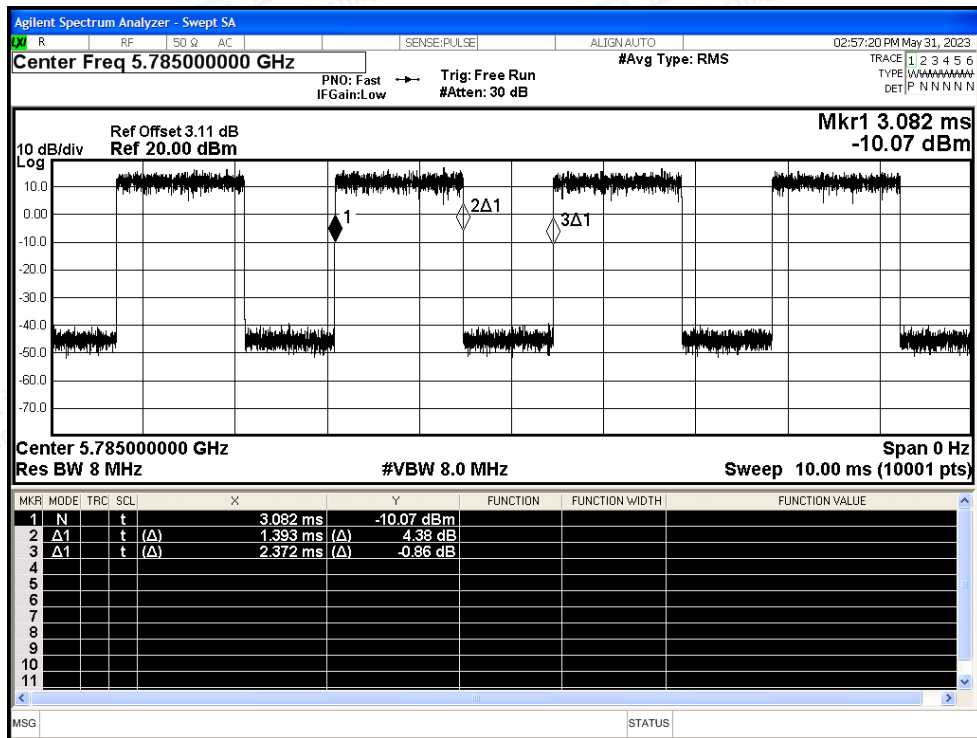 Agilent Spectrum Analyzer - Swept SA
LXI R RF 50 Ω AC SENSE:PULSE ALIGN AUTO 02:57:20 PM May 31, 2023
Center Freq 5.785000000 GHz #Avg Type: RMS TRACE 1 2 3 4 5 6
PNO: Fast Trig: Free Run TYPE WWWWWW
IFGain:Low #Atten: 30 dB DET P N N N N N
Mkr1 3.082 ms
-10.07 dBm
Ref Offset 3.11 dB
10 dB/div Ref 20.00 dBm
Log
10.0
0.00
-10.0
-20.0
-30.0
-40.0
-50.0
-60.0
-70.0
1
2Δ1
3Δ1
Center 5.785000000 GHz Span 0 Hz
Res BW 8 MHz #VBW 8.0 MHz Sweep 10.00 ms (10001 pts)
MKR MODE TRC SCL X Y FUNCTION FUNCTION WIDTH FUNCTION VALUE
1 N t 3.082 ms -10.07 dBm
2 Δ1 t (Δ) 1.393 ms (Δ) 4.38 dB
3 Δ1 t (Δ) 2.372 ms (Δ) -0.86 dB
4
5
6
7
8
9
10
11
MSG STATUS